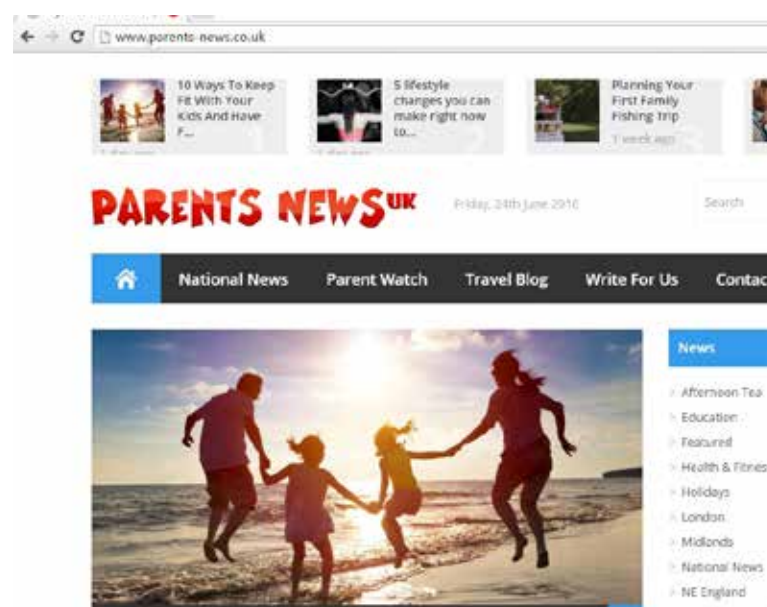 www.parents-news.co.uk
10 Ways To Keep
Fit With Your
Kids And Have
F...
5 lifestyle
changes you can
make right now
to...
Planning Your
First Family
Fishing Trip
1 week ago
PARENTS NEWS UK
Friday, 24th June 2016
Search
National News Parent Watch Travel Blog Write For Us Contac
News
Afternoon Tea
Education
Featured
Health & Fitnes
Holidays
London
Midlands
National News
NE England